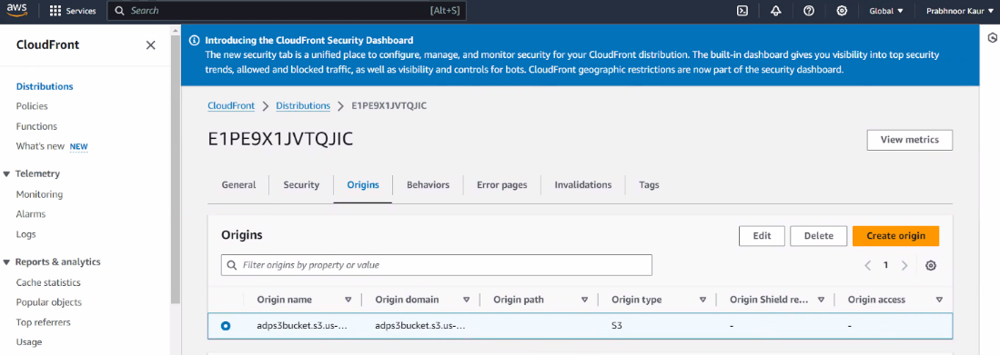 aws Services Search [Alt+S] Global Prabhnoor Kaur
CloudFront
Distributions
Policies
Functions
What's new NEW
Telemetry
Monitoring
Alarms
Logs
Reports & analytics
Cache statistics
Popular objects
Top referrers
Usage
Introducing the CloudFront Security Dashboard
The new security tab is a unified place to configure, manage, and monitor security for your CloudFront distribution. The built-in dashboard gives you visibility into top security
trends, allowed and blocked traffic, as well as visibility and controls for bots. CloudFront geographic restrictions are now part of the security dashboard.
CloudFront Distributions E1PE9X1JVTQJIC
E1PE9X1JVTQJIC View metrics
General Security Origins Behaviors Error pages Invalidations Tags
Origins Edit Delete Create origin
Filter origins by property or value 1
Origin name Origin domain Origin path Origin type Origin Shield re... Origin access
adps3bucket.s3.us-... adps3bucket.s3.us-... S3 - -